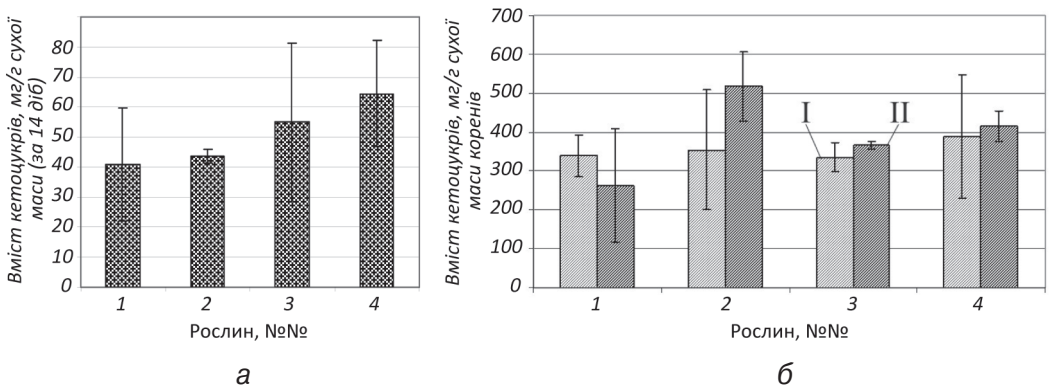 Вміст кетоцукрів, мг/г сухої
маси (за 14 діб)
80
70
60
50
40
30
20
10
0
1 2 3 4
Рослин, №№
а
Вміст кетоцукрів, мг/г сухої
маси коренів
700
600
500
400
300
400
300
200
100
0
I II
1 2 3 4
Рослин, №№
б